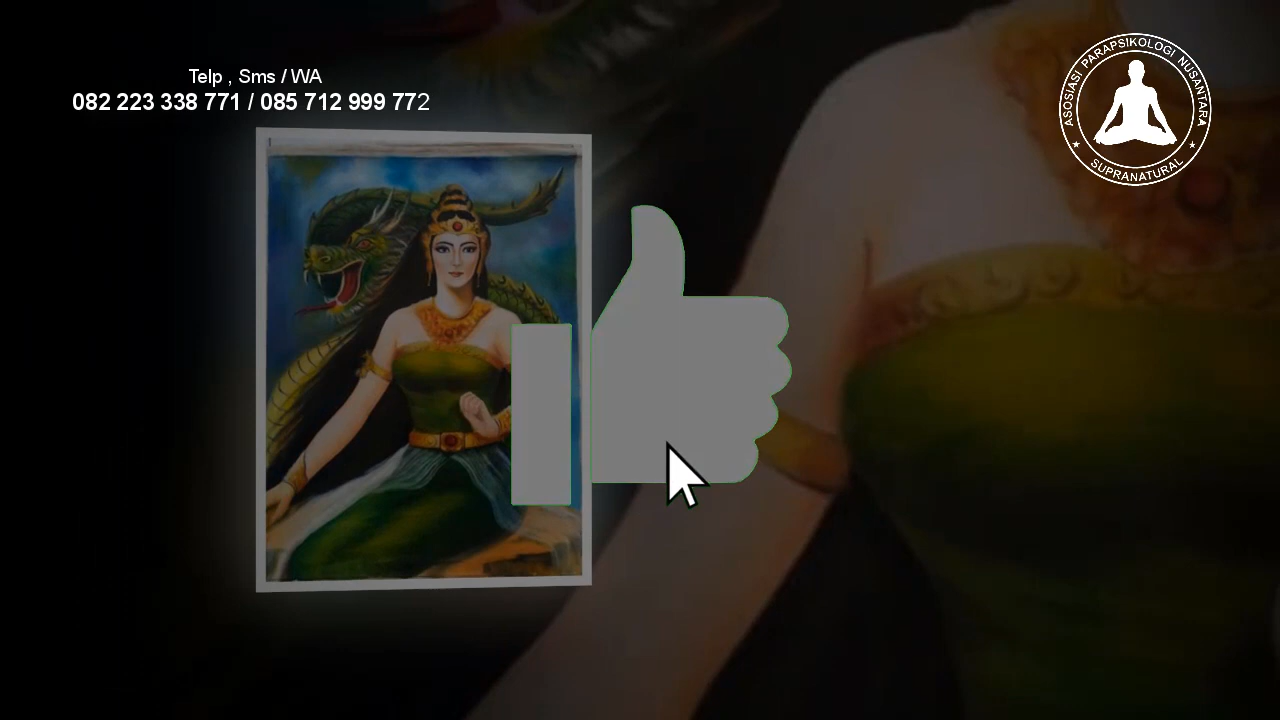 Telp , Sms / WA
082 223 338 771 / 085 712 999 772
ASOSIASI PARAPSIKOLOGI NUSANTARA
SUPRANATURAL